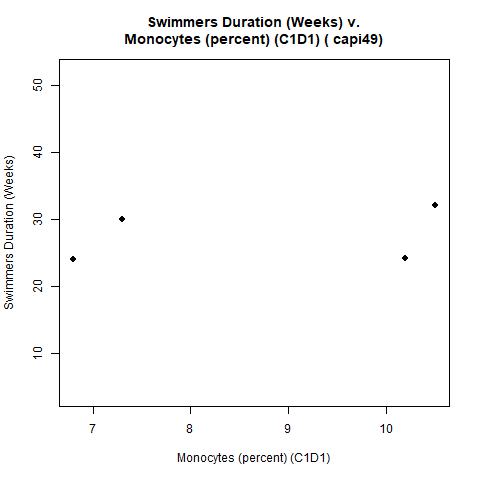 Swimmers Duration (Weeks) v.
Monocytes (percent) (C1D1) ( capi49)
Swimmers Duration (Weeks)
50
40
30
20
10
7 8 9 10
Monocytes (percent) (C1D1)